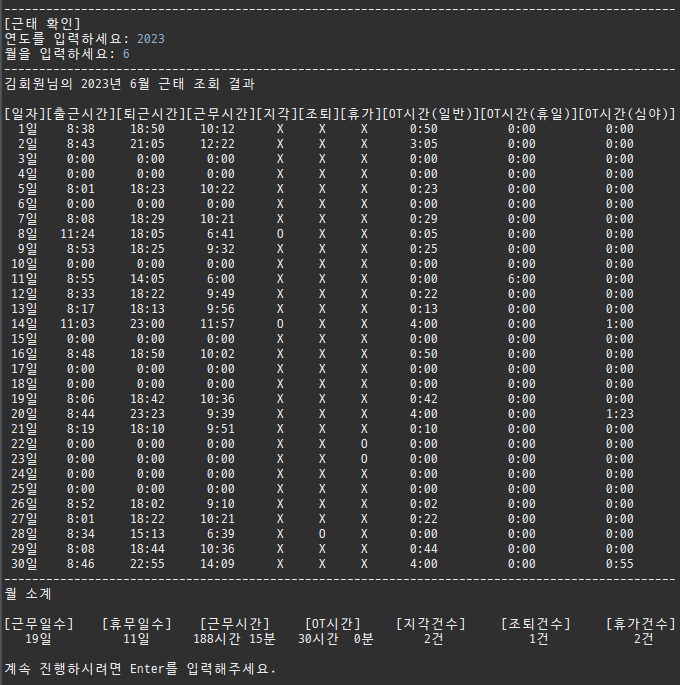 [근태 확인]
연도를 입력하세요: 2023
월을 입력하세요: 6
김회원님의 2023년 6월 근태 조회 결과
[일자][출근시간][퇴근시간][근무시간][지각][조퇴][휴가][OT시간(일반)][OT시간(휴일)][OT시간(심야)]
1일 8:38 18:50 10:12 X X X 0:50 0:00 0:00
2일 8:43 21:05 12:22 X X X 3:05 0:00 0:00
3일 0:00 0:00 0:00 X X X 0:00 0:00 0:00
4일 0:00 0:00 0:00 X X X 0:00 0:00 0:00
5일 8:01 18:23 10:22 X X X 0:23 0:00 0:00
6일 0:00 0:00 0:00 X X X 0:00 0:00 0:00
7일 8:08 18:29 10:21 X X X 0:29 0:00 0:00
8일 11:24 18:05 6:41 O X X 0:05 0:00 0:00
9일 8:53 18:25 9:32 X X X 0:25 0:00 0:00
10일 0:00 0:00 0:00 X X X 0:00 0:00 0:00
11일 8:55 14:05 6:00 X X X 0:00 6:00 0:00
12일 8:33 18:22 9:49 X X X 0:22 0:00 0:00
13일 8:17 18:13 9:56 X X X 0:13 0:00 0:00
14일 11:03 23:00 11:57 O X X 4:00 0:00 1:00
15일 0:00 0:00 0:00 X X X 0:00 0:00 0:00
16일 8:48 18:50 10:02 X X X 0:50 0:00 0:00
17일 0:00 0:00 0:00 X X X 0:00 0:00 0:00
18일 0:00 0:00 0:00 X X X 0:00 0:00 0:00
19일 8:06 18:42 10:36 X X X 0:42 0:00 0:00
20일 8:44 23:23 9:39 X X X 4:00 0:00 1:23
21일 8:19 18:10 9:51 X X X 0:10 0:00 0:00
22일 0:00 0:00 0:00 X X O 0:00 0:00 0:00
23일 0:00 0:00 0:00 X X O 0:00 0:00 0:00
24일 0:00 0:00 0:00 X X X 0:00 0:00 0:00
25일 0:00 0:00 0:00 X X X 0:00 0:00 0:00
26일 8:52 18:02 9:10 X X X 0:02 0:00 0:00
27일 8:01 18:22 10:21 X X X 0:22 0:00 0:00
28일 8:34 15:13 6:39 X O X 0:00 0:00 0:00
29일 8:08 18:44 10:36 X X X 0:44 0:00 0:00
30일 8:46 22:55 14:09 X X X 4:00 0:00 0:55
월 소계
[근무일수] [휴무일수] [근무시간] [OT시간] [지각건수] [조퇴건수] [휴가건수]
19일 11일 188시간 15분 30시간 0분 2건 1건 2건
계속 진행하시려면 Enter를 입력해주세요.